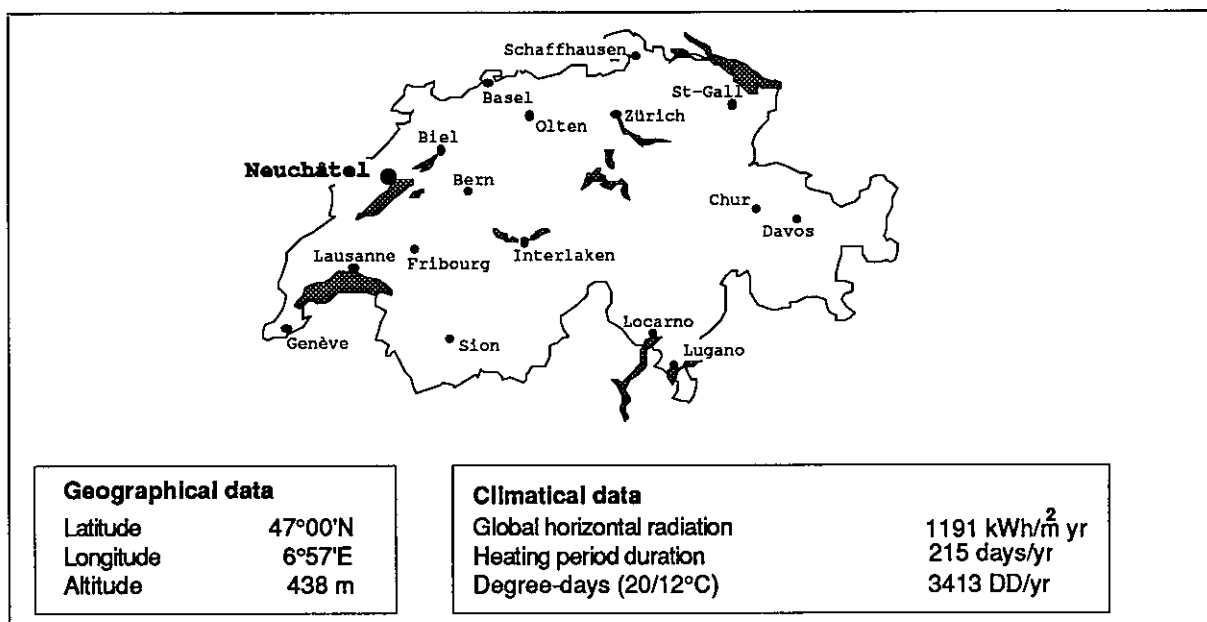 Schaffhausen
Basel
St-Gall
Olten
Zürich
Biel
Neuchâtel
Bern
Chur
Davos
Lausanne
Fribourg
Interlaken
Genève
Sion
Locarno
Lugano
Geographical data
Latitude 47°00'N
Longitude 6°57'E
Altitude 438 m
Climatical data
Global horizontal radiation 1191 kWh/m² yr
Heating period duration 215 days/yr
Degree-days (20/12°C) 3413 DD/yr